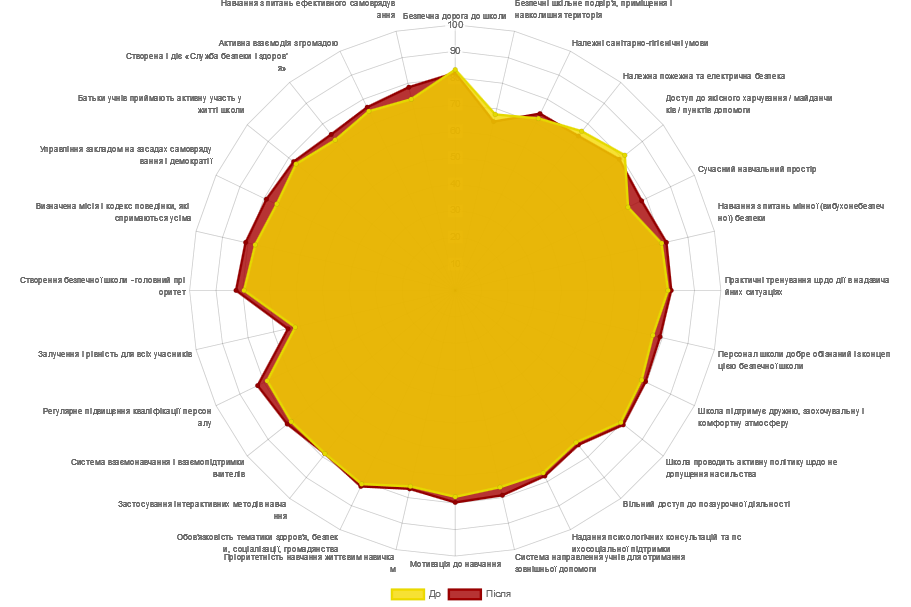 Навчання з питань ефективного самоврядув
ання
Безпечна дорога до школи
Безпечні шкільне подвір'я, приміщення і
навколишня територія
100
90
Активна взаємодія з громадою
Належні санітарно-гігієнічні умови
Створена і діє «Служба безпеки і здоров'
я»
Належна пожежна та електрична безпека
Батьки учнів приймають активну участь у
житті школи
Доступ до якісного харчування / майданчи
ків / пунктів допомоги
Управління закладом на засадах самовряду
вання і демократії
Сучасний навчальний простір
Визначена місія і кодекс поведінки, які
сприймаються усіма
Навчання з питань мінної (вибухонебезпеч
ної) безпеки
Створення безпечної школи - головний прі
оритет
Практичні тренування щодо дії в надзвича
йних ситуаціях
Залучення і рівність для всіх учасників
Персонал школи добре обізнаний із концеп
цією безпечної школи
Регулярне підвищення кваліфікації персон
алу
Школа підтримує дружню, заохочувальну і
комфортну атмосферу
Система взаємонавчання і взаємопідтримки
вчителів
Школа проводить активну політику щодо не
допущення насильства
Застосування інтерактивних методів навча
ння
Вільний доступ до позаурочної діяльності
Обов'язковість тематики здоров'я, безпек
и, соціалізації, громадянства
Надання психологічних консультацій та пс
ихосоціальної підтримки
Пріоритетність навчання життєвим навичка
м
Мотивація до навчання
Система направлення учнів для отримання
зовнішньої допомоги
До
Після